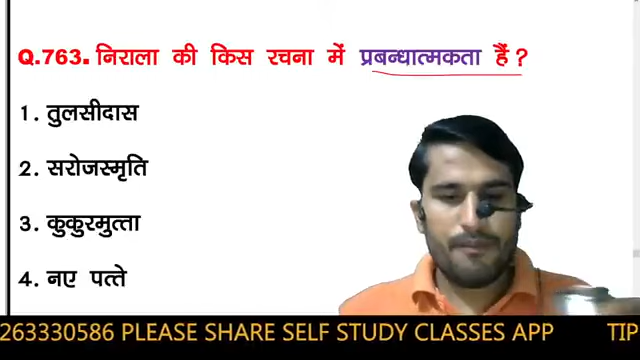 Q.763. निराला की किस रचना में प्रबन्धात्मकता हैं ?
1. तुलसीदास
2. सरोजस्मृति
3. कुकुरमुत्ता
4. नए पत्ते
263330586 PLEASE SHARE SELF STUDY CLASSES APP TIP